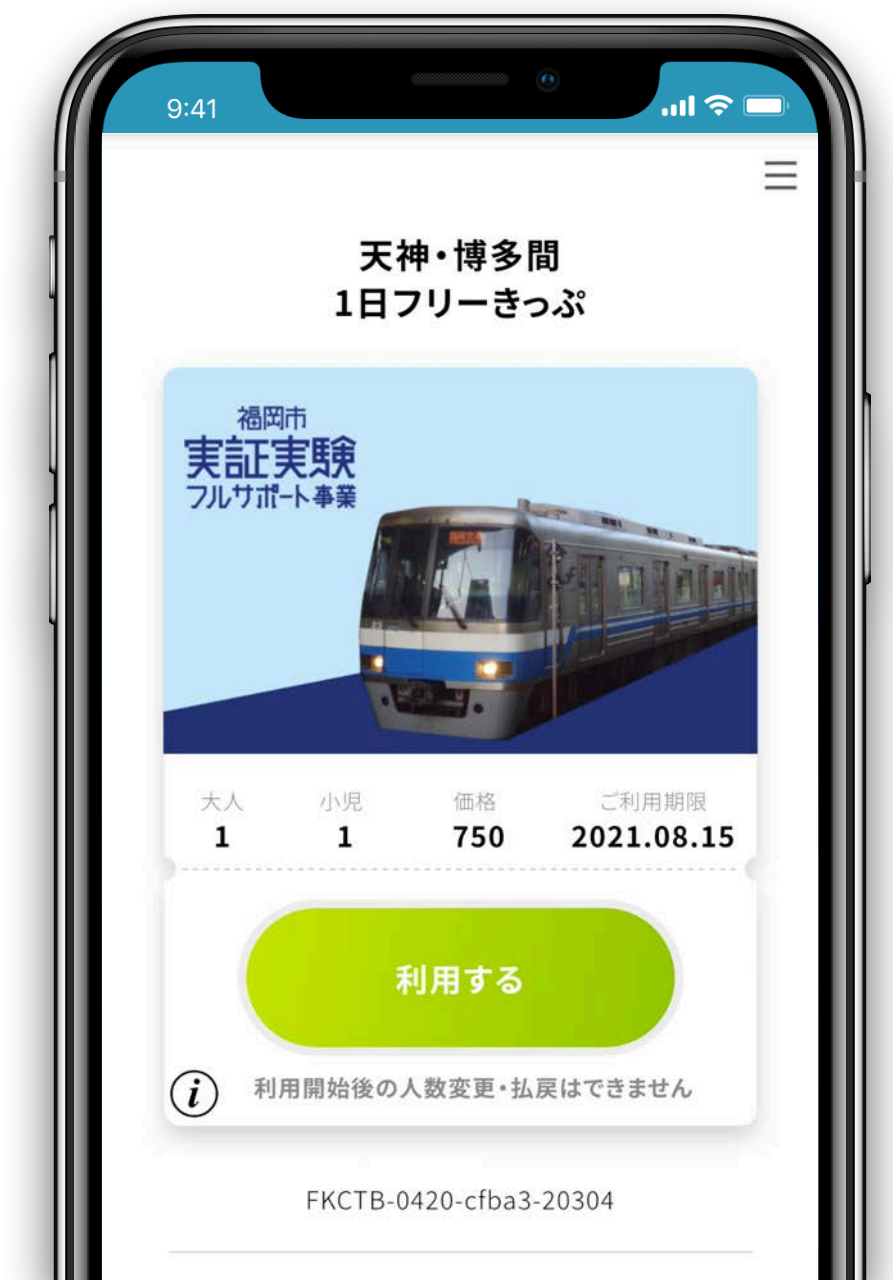 9:41
天神・博多間
1日フリーきっぷ
福岡市
実証実験
フルサポート事業
大人 小児 価格 ご利用期限
1 1 750 2021.08.15
利用する
i 利用開始後の人数変更・払戻はできません
FKCTB-0420-cfba3-20304